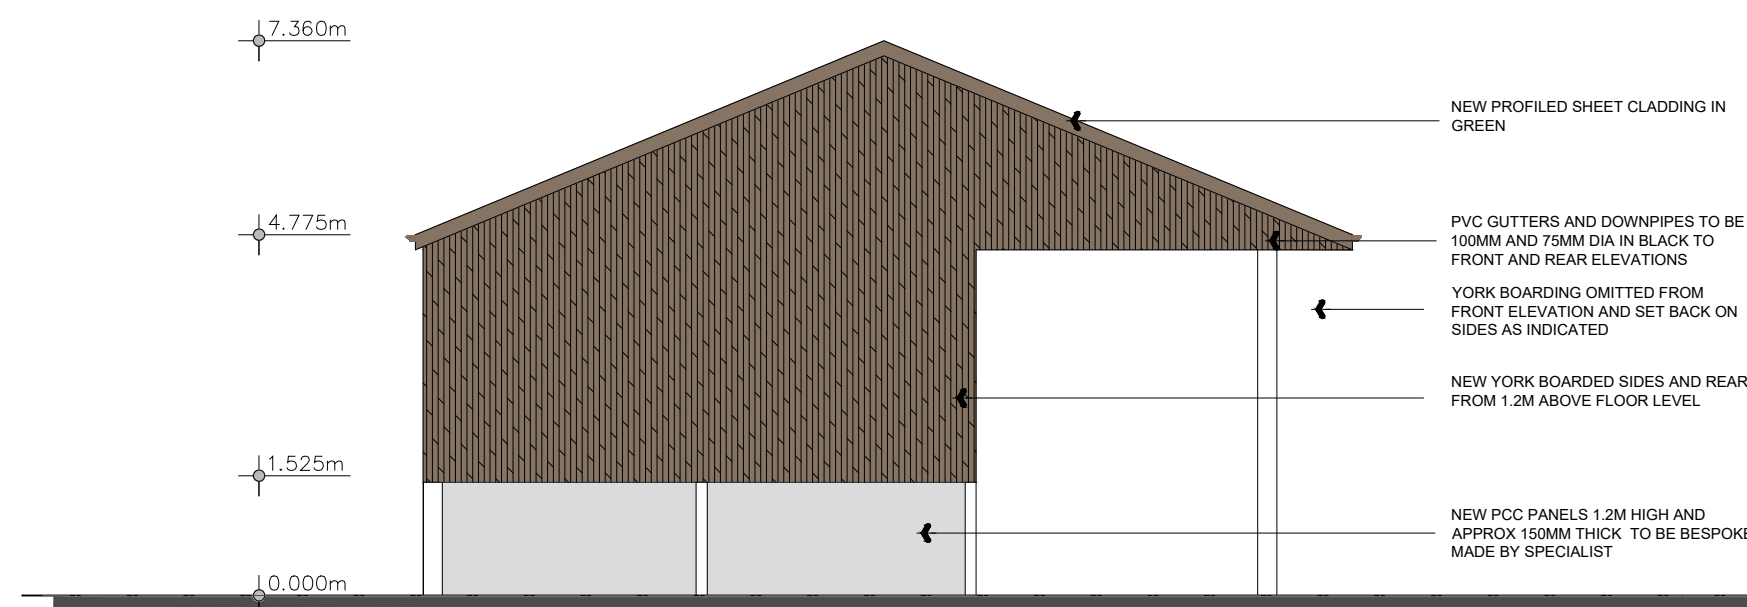 7.360m
NEW PROFILED SHEET CLADDING IN
GREEN
4.775m
PVC GUTTERS AND DOWNPIPES TO BE
100MM AND 75MM DIA IN BLACK TO
FRONT AND REAR ELEVATIONS
YORK BOARDING OMITTED FROM
FRONT ELEVATION AND SET BACK ON
SIDES AS INDICATED
NEW YORK BOARDED SIDES AND REAR
FROM 1.2M ABOVE FLOOR LEVEL
1.525m
NEW PCC PANELS 1.2M HIGH AND
APPROX 150MM THICK TO BE BESPOKE
MADE BY SPECIALIST
0.000m